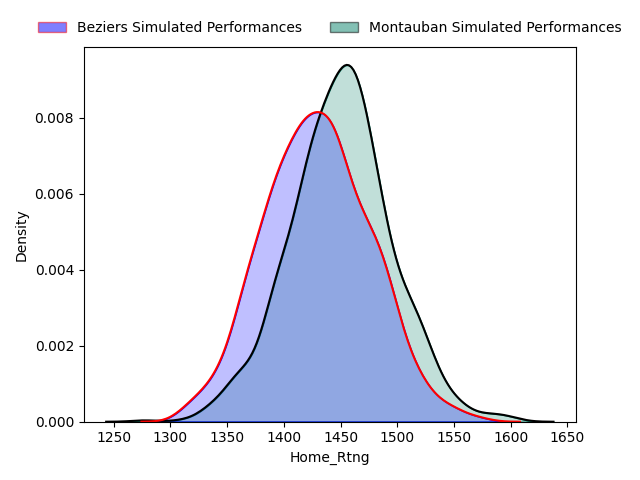 Beziers Simulated Performances
Montauban Simulated Performances
Density
0.008
0.006
0.004
0.002
0.000
1250 1300 1350 1400 1450 1500 1550 1600 1650
Home_Rtng